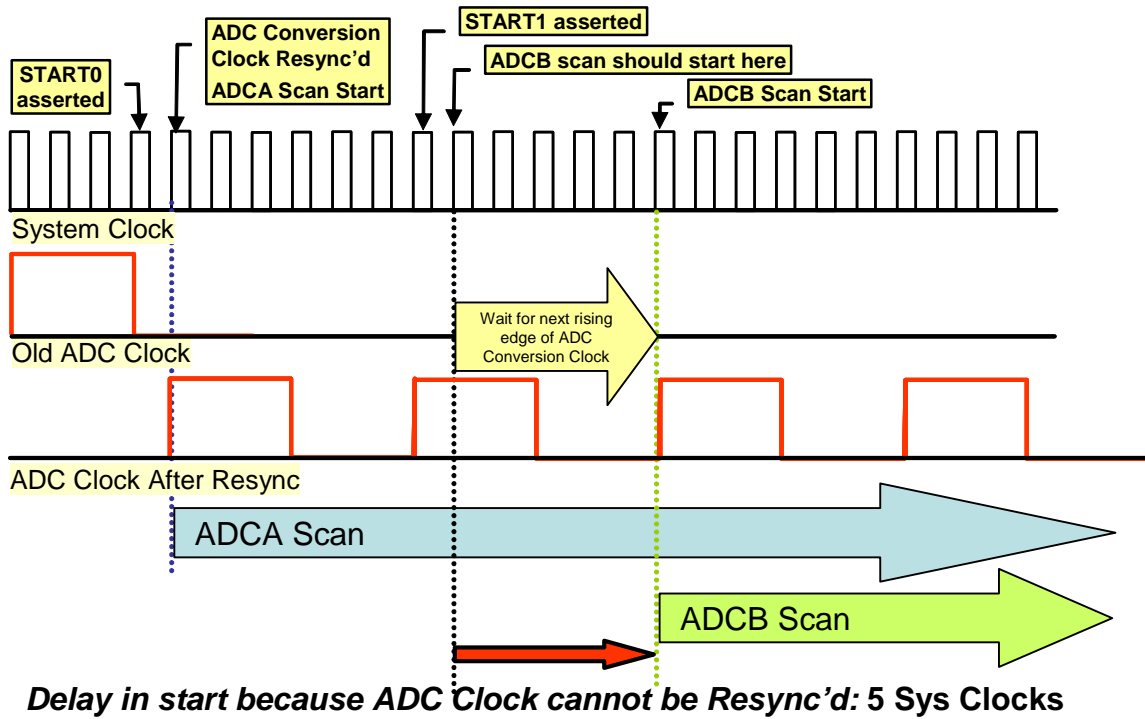 START0
asserted
ADC Conversion
Clock Resync’d
ADCA Scan Start
START1 asserted
ADCB scan should start here
ADCB Scan Start
System Clock
Wait for next rising
edge of ADC
Conversion Clock
Old ADC Clock
ADC Clock After Resync
ADCA Scan
ADCB Scan
Delay in start because ADC Clock cannot be Resync’d: 5 Sys Clocks